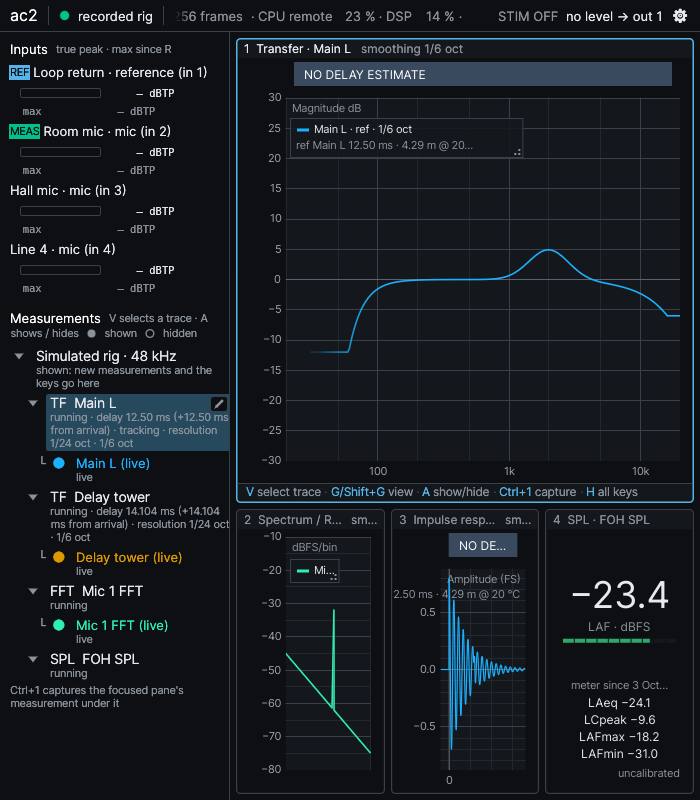 ac2 recorded rig 256 frames · CPU remote 23 % · DSP 14 % · STIM OFF no level → out 1
Inputs true peak · max since R
REF Loop return · reference (in 1)
– dBTP
max – dBTP
MEAS Room mic · mic (in 2)
– dBTP
max – dBTP
Hall mic · mic (in 3)
– dBTP
max – dBTP
Line 4 · mic (in 4)
– dBTP
max – dBTP
Measurements V selects a trace · A
shows / hides shown hidden
Simulated rig · 48 kHz
shown: new measurements and the
keys go here
TF Main L
running · delay 12.50 ms (+12.50 ms
from arrival) · tracking · resolution
1/24 oct · 1/6 oct
Main L (live)
live
TF Delay tower
running · delay 14.104 ms (+14.104
ms from arrival) · resolution 1/24 oct
· 1/6 oct
Delay tower (live)
live
FFT Mic 1 FFT
running
Mic 1 FFT (live)
live
SPL FOH SPL
running
Ctrl+1 captures the focused pane's
measurement under it
1 Transfer · Main L smoothing 1/6 oct
NO DELAY ESTIMATE
Magnitude dB
Main L · ref · 1/6 oct
ref Main L 12.50 ms · 4.29 m @ 20...
30
25
20
15
10
5
0
−5
−10
−15
−20
−25
−30
100 1k 10k
V select trace · G/Shift+G view · A show/hide · Ctrl+1 capture · H all keys
2 Spectrum / R... sm...
dBFS/bin
Mi...
−10
−20
−30
−40
−50
−60
−70
−80
3 Impulse resp... sm...
NO DE...
Amplitude (FS)
2.50 ms · 4.29 m @ 20 °C
0.5
0.0
−0.5
0
4 SPL · FOH SPL
−23.4
LAF · dBFS
meter since 3 Oct...
LAeq −24.1
LCpeak −9.6
LAFmax −18.2
LAFmin −31.0
uncalibrated